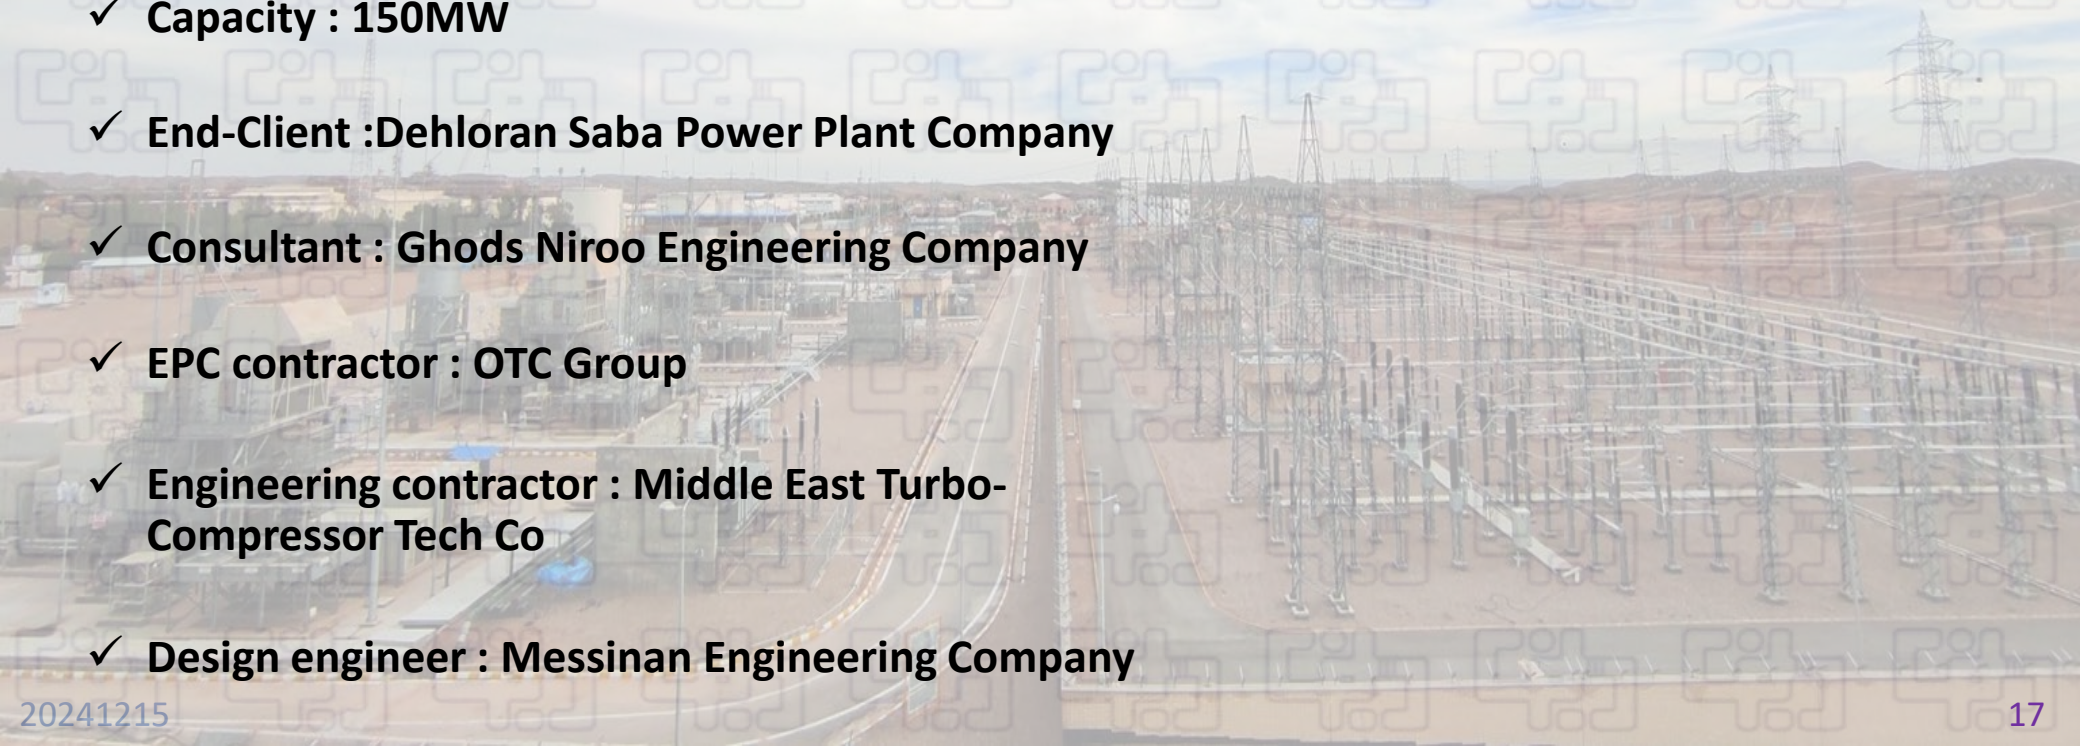 ✓ Capacity : 150MW
✓ End-Client :Dehloran Saba Power Plant Company
✓ Consultant : Ghods Niroo Engineering Company
✓ EPC contractor : OTC Group
✓ Engineering contractor : Middle East Turbo-
Compressor Tech Co
✓ Design engineer : Messinan Engineering Company
20241215
17